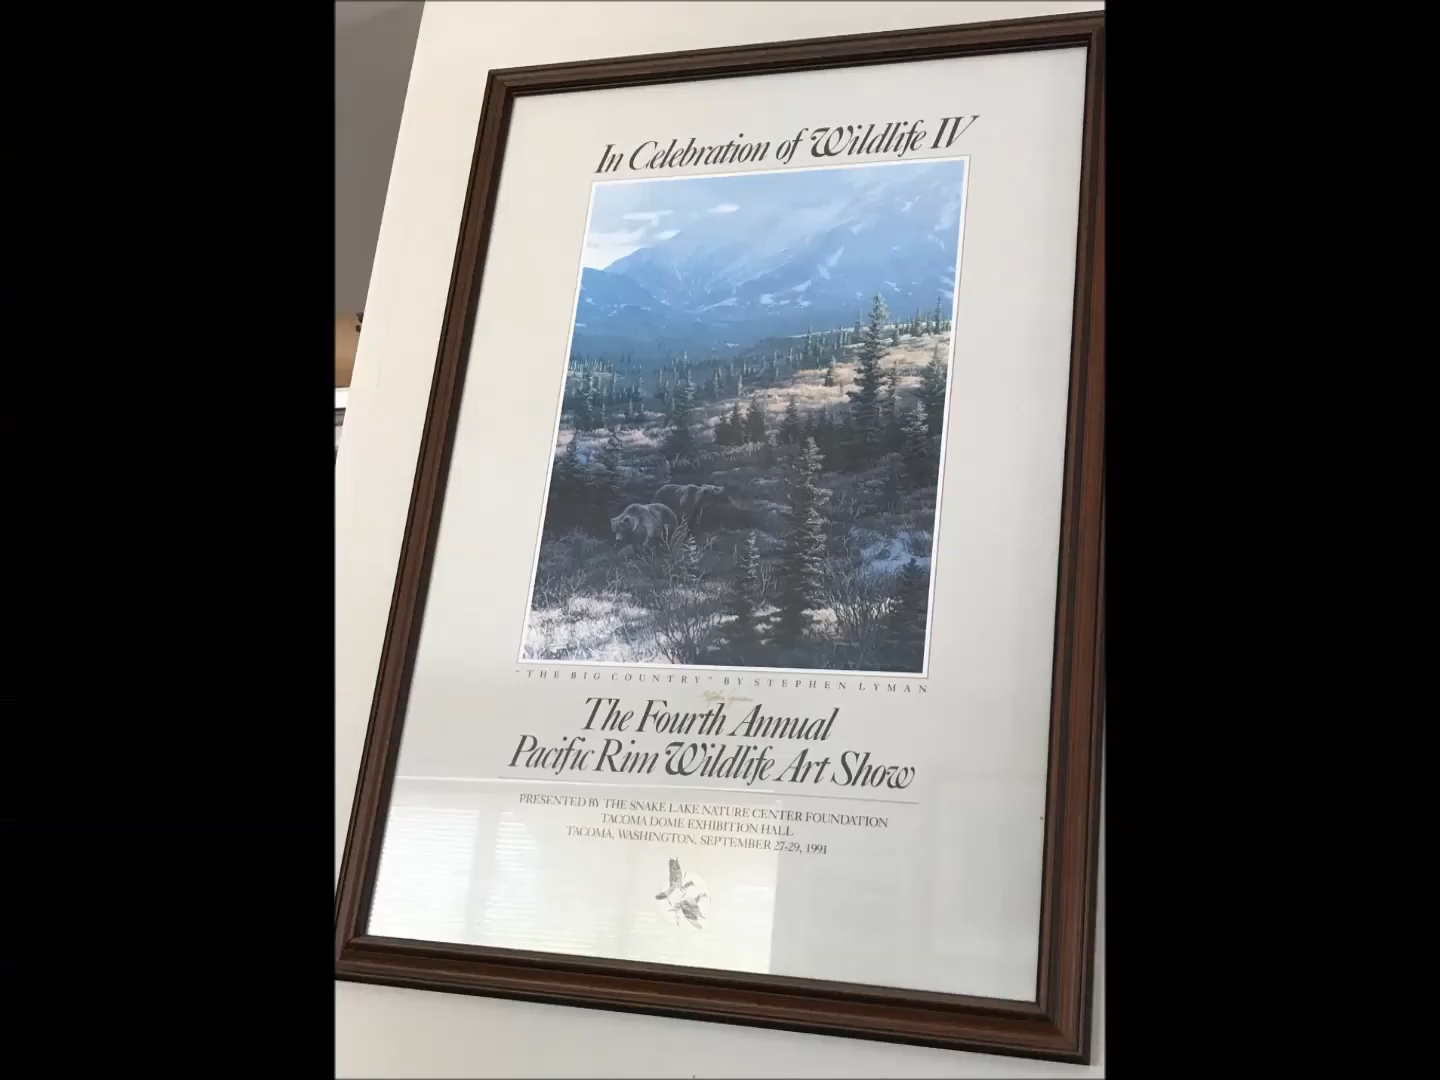 In Celebration of Wildlife IV
"THE BIG COUNTRY" BY STEPHEN LYMAN
The Fourth Annual
Pacific Rim Wildlife Art Show
PRESENTED BY THE SNAKE LAKE NATURE CENTER FOUNDATION
TACOMA DOME EXHIBITION HALL
TACOMA, WASHINGTON, SEPTEMBER 27-29, 1991